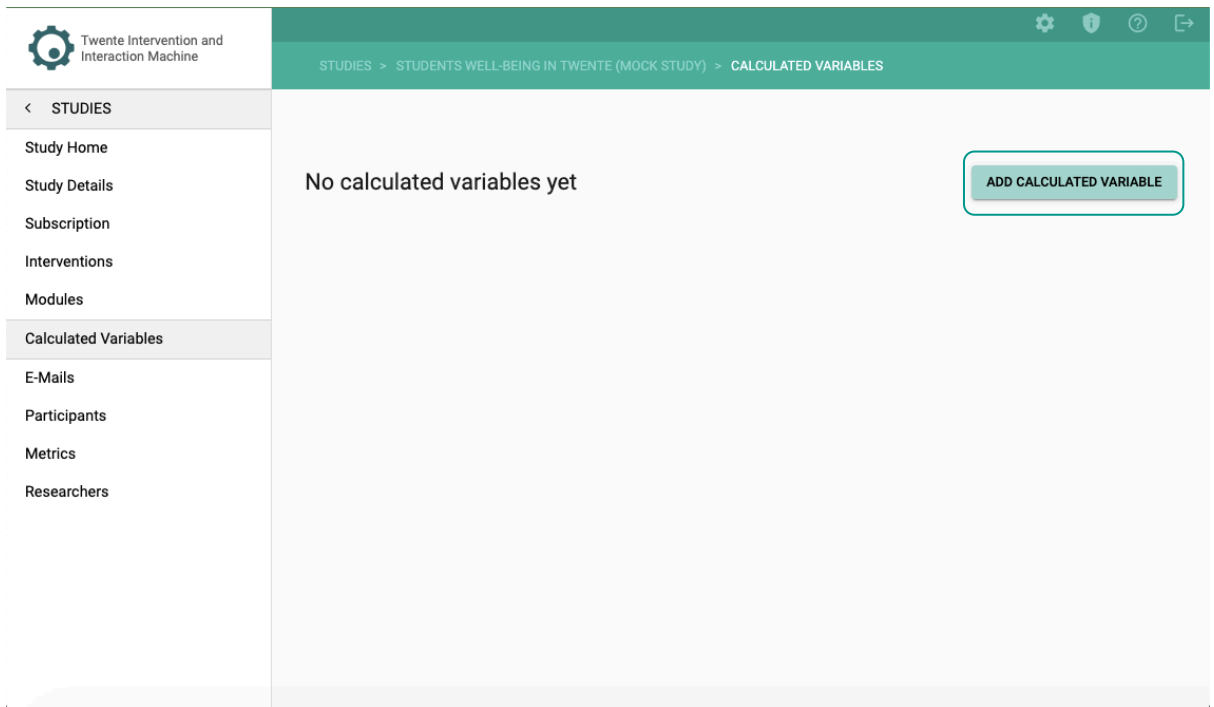 Twente Intervention and
Interaction Machine
STUDIES > STUDENTS WELL-BEING IN TWENTE (MOCK STUDY) > CALCULATED VARIABLES
< STUDIES
Study Home
Study Details
Subscription
Interventions
Modules
Calculated Variables
E-Mails
Participants
Metrics
Researchers
No calculated variables yet
ADD CALCULATED VARIABLE